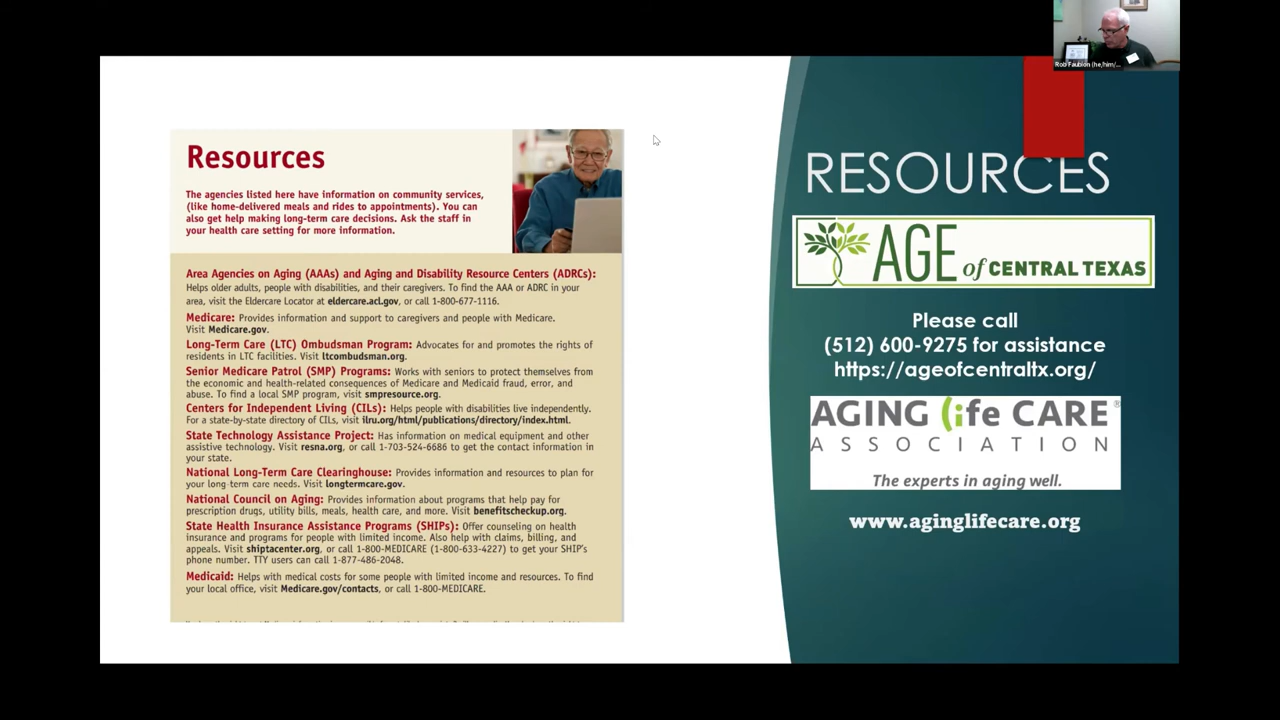 Rob Faubion (he/him/...
Resources
The agencies listed here have information on community services,
(like home-delivered meals and rides to appointments). You can
also get help making long-term care decisions. Ask the staff in
your health care setting for more information.
Area Agencies on Aging (AAAs) and Aging and Disability Resource Centers (ADRCs):
Helps older adults, people with disabilities, and their caregivers. To find the AAA or ADRC in your
area, visit the Eldercare Locator at eldercare.acl.gov, or call 1-800-677-1116.
Medicare: Provides information and support to caregivers and people with Medicare.
Visit Medicare.gov.
Long-Term Care (LTC) Ombudsman Program: Advocates for and promotes the rights of
residents in LTC facilities. Visit ltcombudsman.org.
Senior Medicare Patrol (SMP) Programs: Works with seniors to protect themselves from
the economic and health-related consequences of Medicare and Medicaid fraud, error, and
abuse. To find a local SMP program, visit smpresource.org.
Centers for Independent Living (CILs): Helps people with disabilities live independently.
For a state-by-state directory of CILs, visit ilru.org/html/publications/directory/index.html.
State Technology Assistance Project: Has information on medical equipment and other
assistive technology. Visit resna.org, or call 1-703-524-6686 to get the contact information in
your state.
National Long-Term Care Clearinghouse: Provides information and resources to plan for
your long-term care needs. Visit longtermcare.gov.
National Council on Aging: Provides information about programs that help pay for
prescription drugs, utility bills, meals, health care, and more. Visit benefitscheckup.org.
State Health Insurance Assistance Programs (SHIPs): Offer counseling on health
insurance and programs for people with limited income. Also help with claims, billing, and
appeals. Visit shiptacenter.org, or call 1-800-MEDICARE (1-800-633-4227) to get your SHIP's
phone number. TTY users can call 1-877-486-2048.
Medicaid: Helps with medical costs for some people with limited income and resources. To find
your local office, visit Medicare.gov/contacts, or call 1-800-MEDICARE.
RESOURCES
AGE of CENTRAL TEXAS
Please call
(512) 600-9275 for assistance
https://ageofcentraltx.org/
AGING life CARE®
ASSOCIATION
The experts in aging well.
www.aginglifecare.org